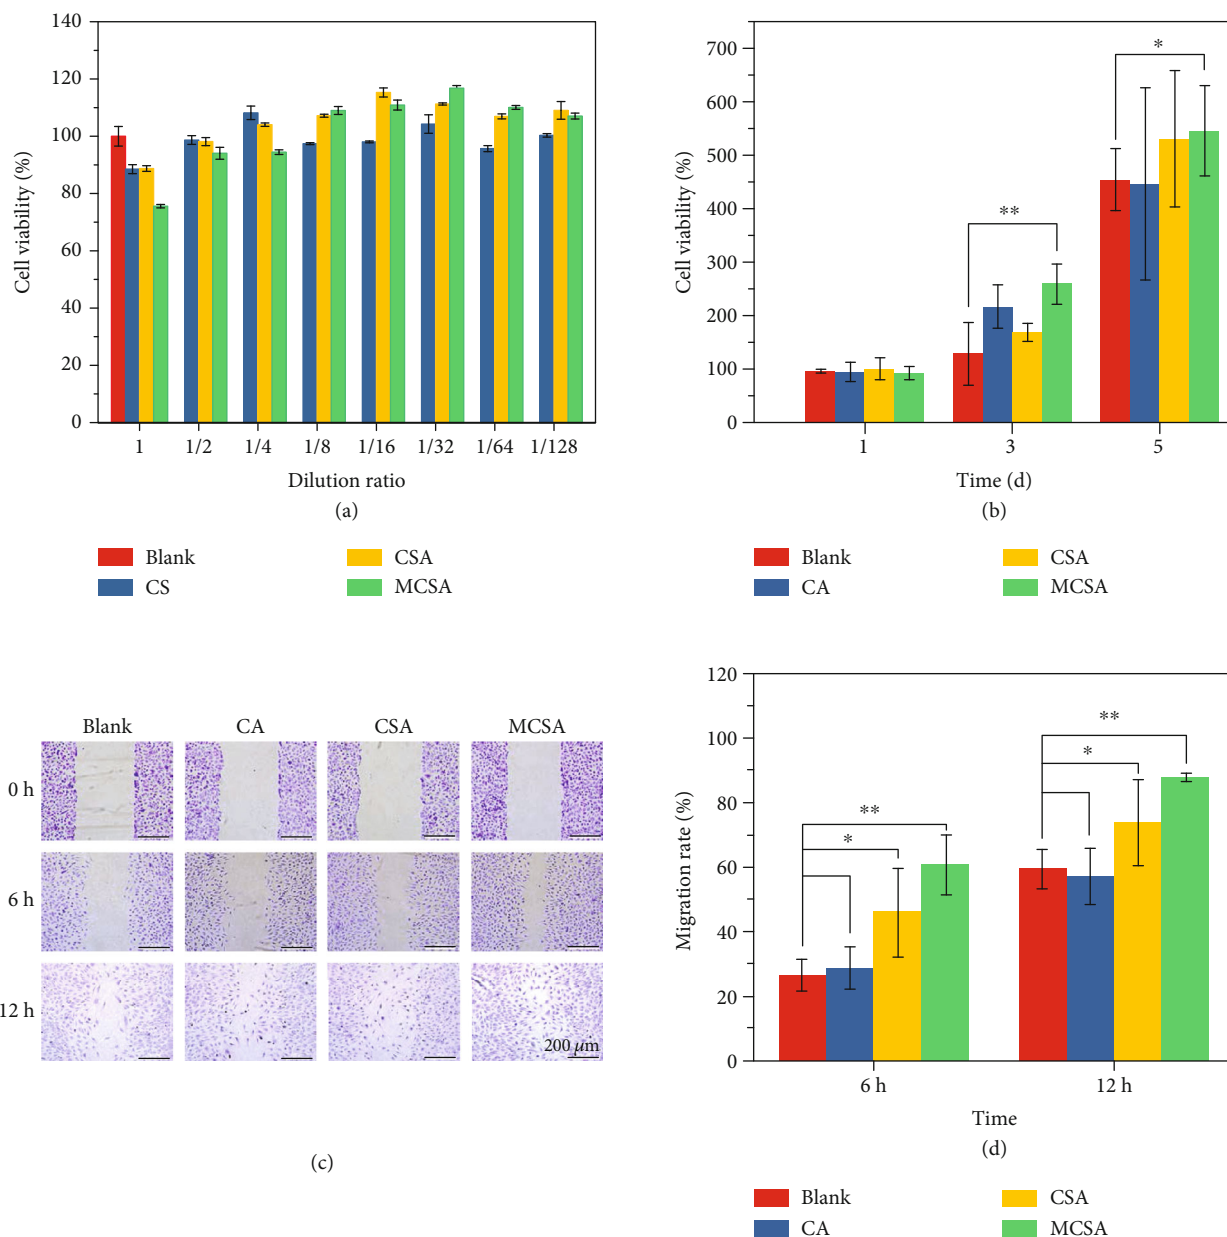 140
120
100
80
60
40
20
0
Cell viability (%)
1 1/2 1/4 1/8 1/16 1/32 1/64 1/128
Dilution ratio
(a)
Blank CSA
CS MCSA
700
600
500
400
300
200
100
0
Cell viability (%)
**
*
1 3 5
Time (d)
(b)
Blank CSA
CA MCSA
Blank CA CSA MCSA
0 h
6 h
12 h
200 μm
(c)
120
100
80
60
40
20
0
Migration rate (%)
**
*
**
*
6 h 12 h
Time
(d)
Blank CSA
CA MCSA